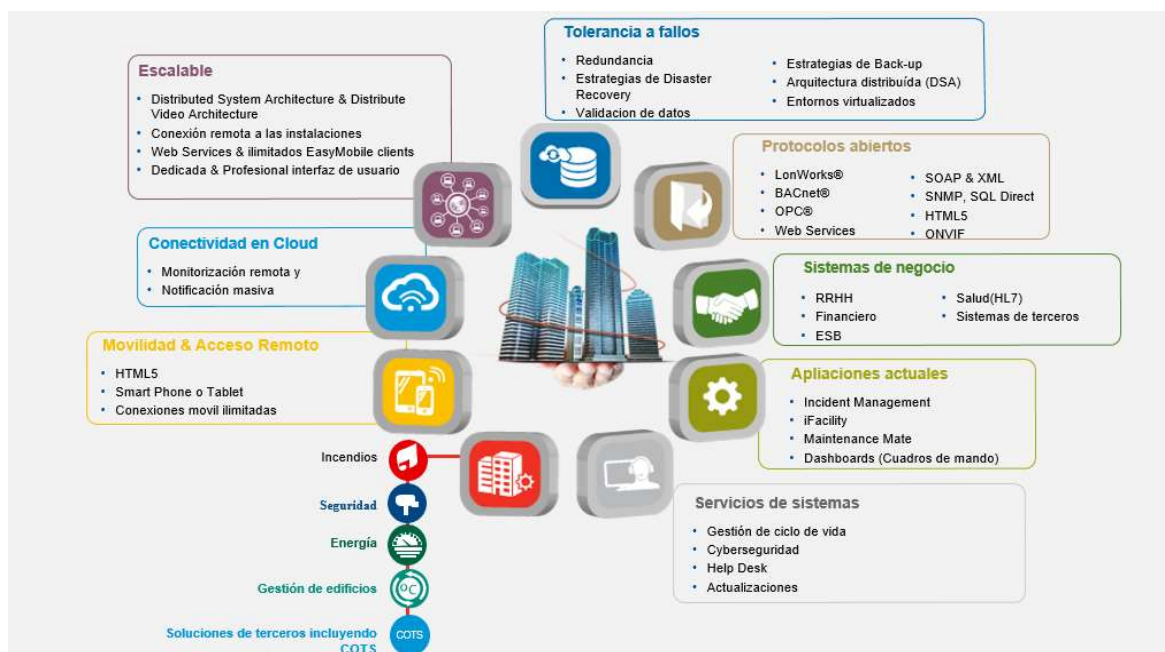 Tolerancia a fallos
Redundancia
Estrategias de Disaster
Recovery
Validacion de datos
Estrategias de Back-up
Arquitectura distribuída (DSA)
Entornos virtualizados
Escalable
Distributed System Architecture & Distribute
Video Architecture
Conexión remota a las instalaciones
Web Services & ilimitados EasyMobile clients
Dedicada & Profesional interfaz de usuario
Protocolos abiertos
LonWorks®
BACnet®
OPC®
Web Services
SOAP & XML
SNMP, SQL Direct
HTML5
ONVIF
Conectividad en Cloud
Monitorización remota y
Notificación masiva
Sistemas de negocio
RRHH
Financiero
ESB
Salud(HL7)
Sistemas de terceros
Movilidad & Acceso Remoto
HTML5
Smart Phone o Tablet
Conexiones movil ilimitadas
Apliaciones actuales
Incident Management
iFacility
Maintenance Mate
Dashboards (Cuadros de mando)
Incendios
Seguridad
Energía
Gestión de edificios
ºC
Soluciones de terceros incluyendo
COTS
COTS
Servicios de sistemas
Gestión de ciclo de vida
Cyberseguridad
Help Desk
Actualizaciones